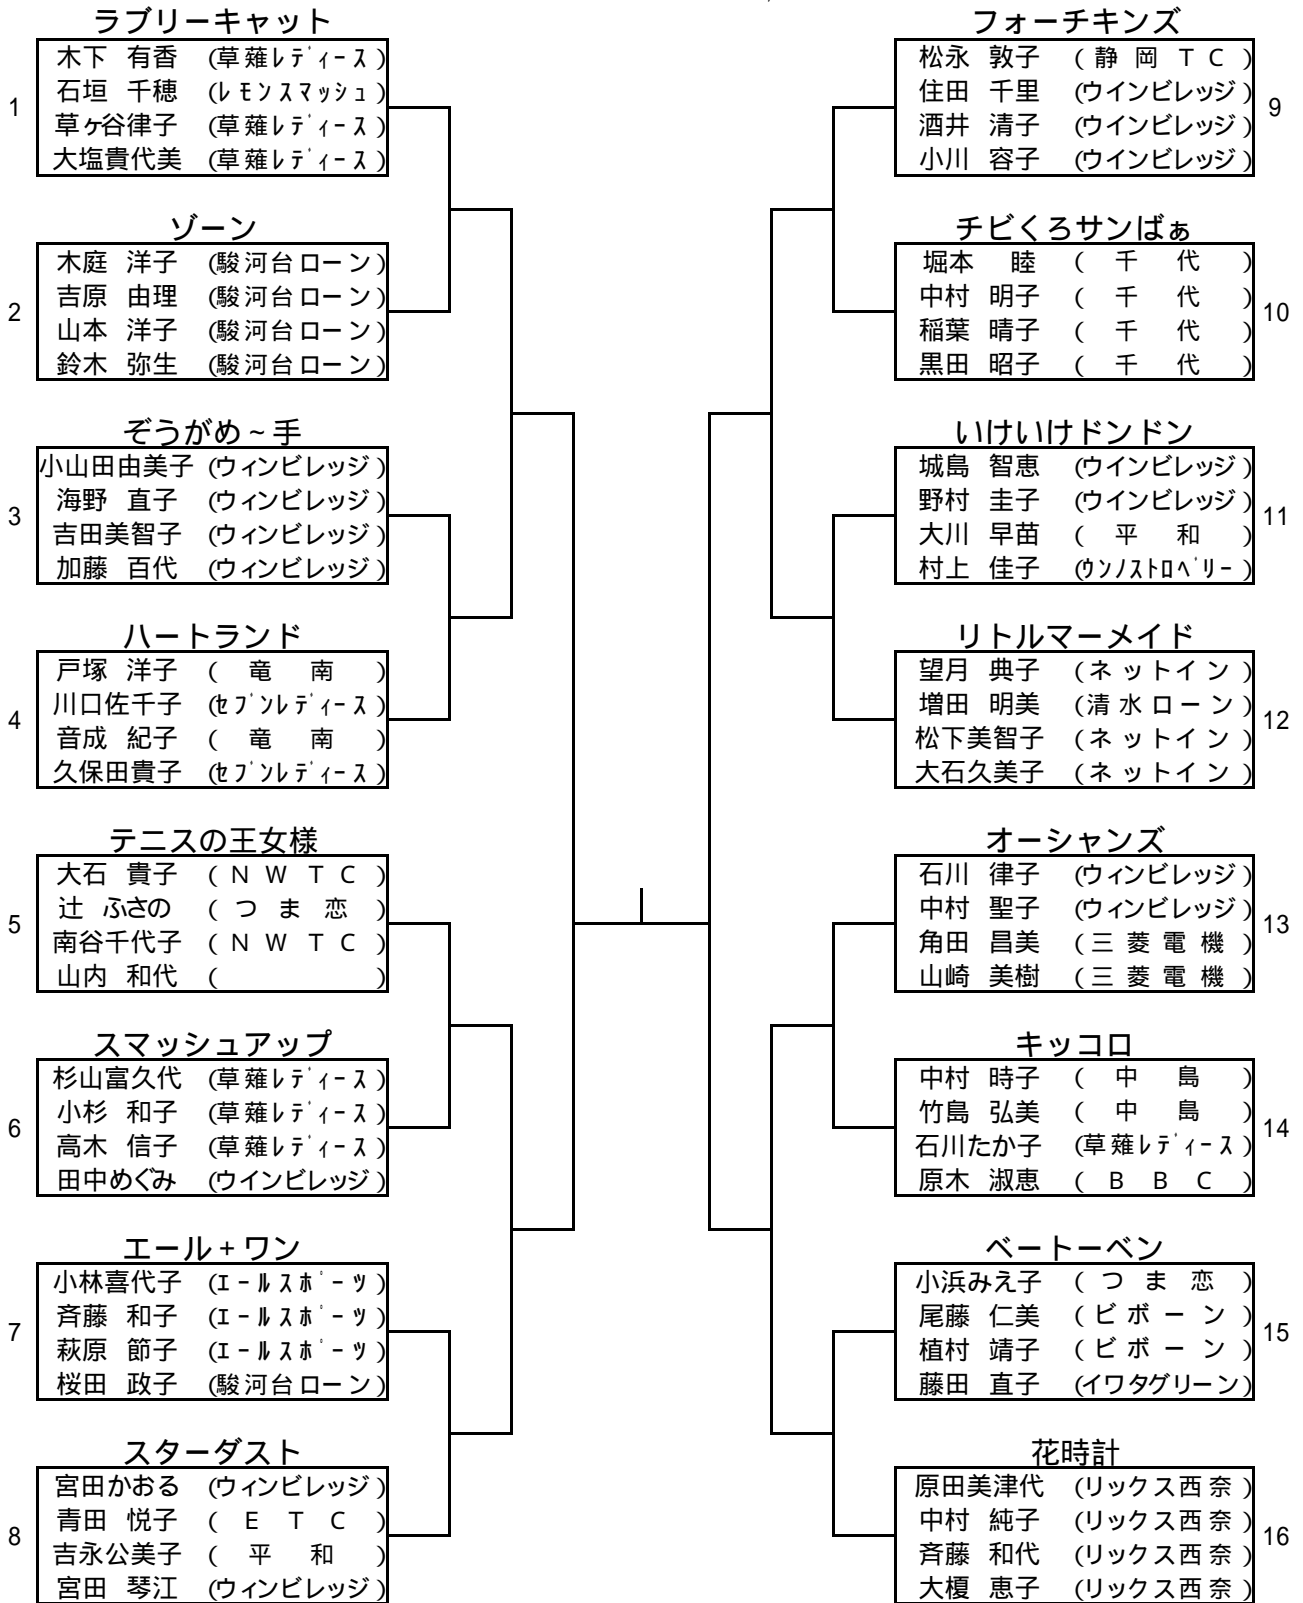 ラブリーキャット
1
木下 有香 (草薙レディース)
石垣 千穂 (レモンスマッシュ)
草ヶ谷律子 (草薙レディース)
大塩貴代美 (草薙レディース)
ゾーン
2
木庭 洋子 (駿河台ローン)
吉原 由理 (駿河台ローン)
山本 洋子 (駿河台ローン)
鈴木 弥生 (駿河台ローン)
ぞうがめ~手
3
小山田由美子 (ウィンビレッジ)
海野 直子 (ウィンビレッジ)
吉田美智子 (ウィンビレッジ)
加藤 百代 (ウィンビレッジ)
ハートランド
4
戸塚 洋子 (竜南)
川口佐千子 (セブンレディース)
音成 紀子 (竜南)
久保田貴子 (セブンレディース)
テニスの王女様
5
大石 貴子 (NWTC)
辻 ふさの (つま恋)
南谷千代子 (NWTC)
山内 和代 ( )
スマッシュアップ
6
杉山富久代 (草薙レディース)
小杉 和子 (草薙レディース)
高木 信子 (草薙レディース)
田中めぐみ (ウインビレッジ)
エール+ワン
7
小林喜代子 (エールスポーツ)
斉藤 和子 (エールスポーツ)
萩原 節子 (エールスポーツ)
桜田 政子 (駿河台ローン)
スターダスト
8
宮田かおる (ウィンビレッジ)
青田 悦子 (ETC)
吉永公美子 (平和)
宮田 琴江 (ウィンビレッジ)
フォーチキンズ
9
松永 敦子 (静岡TC)
住田 千里 (ウインビレッジ)
酒井 清子 (ウインビレッジ)
小川 容子 (ウインビレッジ)
チビくろサンばぁ
10
堀本 睦 (千代)
中村 明子 (千代)
稲葉 晴子 (千代)
黒田 昭子 (千代)
いけいけドンドン
11
城島 智恵 (ウインビレッジ)
野村 圭子 (ウインビレッジ)
大川 早苗 (平和)
村上 佳子 (ウンノストロベリー)
リトルマーメイド
12
望月 典子 (ネットイン)
増田 明美 (清水ローン)
松下美智子 (ネットイン)
大石久美子 (ネットイン)
オーシャンズ
13
石川 律子 (ウィンビレッジ)
中村 聖子 (ウィンビレッジ)
角田 昌美 (三菱電機)
山崎 美樹 (三菱電機)
キッコロ
14
中村 時子 (中島)
竹島 弘美 (中島)
石川たか子 (草薙レディース)
原木 淑恵 (BBC)
ベートーベン
15
小浜みえ子 (つま恋)
尾藤 仁美 (ビボーン)
植村 靖子 (ビボーン)
藤田 直子 (イワタグリーン)
花時計
16
原田美津代 (リックス西奈)
中村 純子 (リックス西奈)
斉藤 和代 (リックス西奈)
大榎 恵子 (リックス西奈)